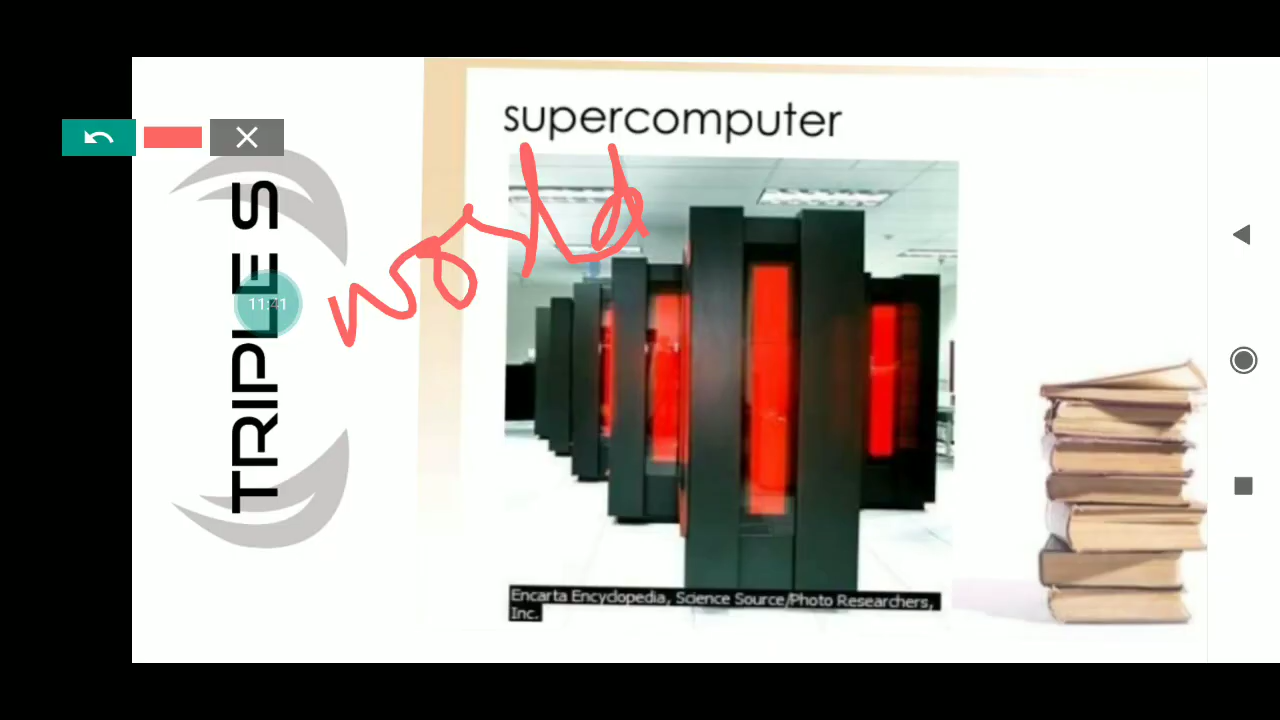 supercomputer
world
TRIPLE S
11:41
Encarta Encyclopedia, Science Source/Photo Researchers,
Inc.